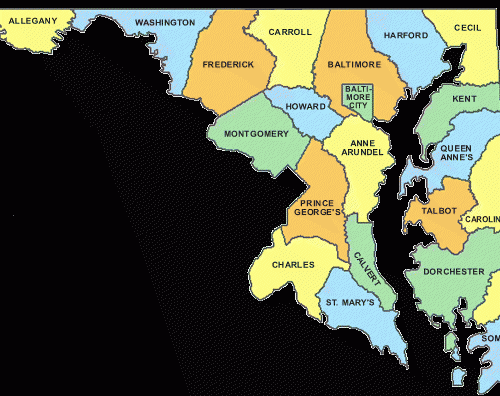 ALLEGANY
WASHINGTON
FREDERICK
CARROLL
BALTIMORE
HARFORD
CECIL
BALTI-
MORE
CITY
HOWARD
KENT
MONTGOMERY
ANNE
ARUNDEL
QUEEN
ANNE'S
PRINCE
GEORGE'S
TALBOT
CAROLIN
CHARLES
CALVERT
DORCHESTER
ST. MARY'S
SOM